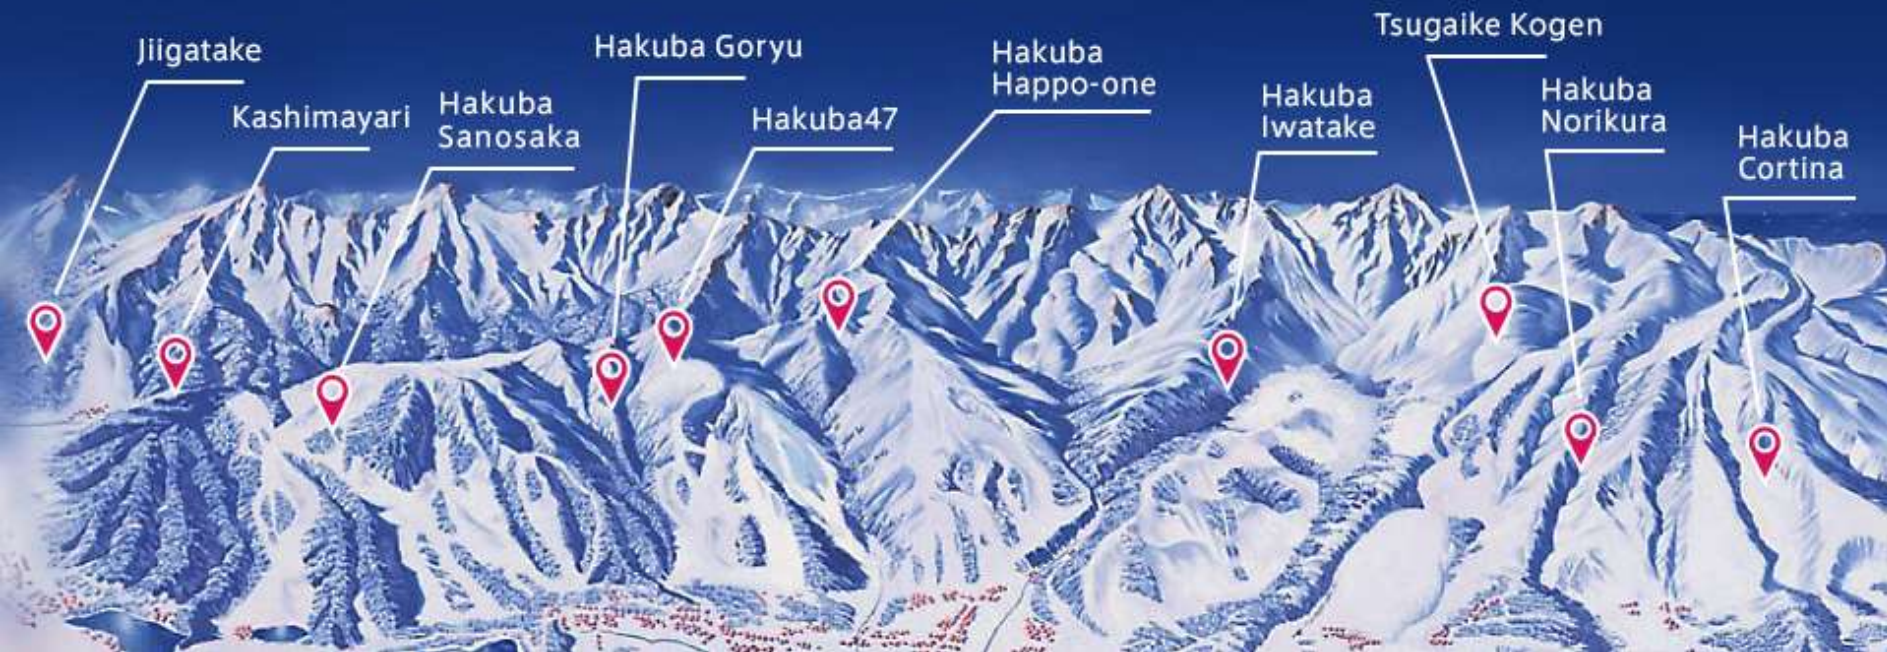 Jiigatake
Kashimayari
Hakuba
Sanosaka
Hakuba Goryu
Hakuba47
Hakuba
Happo-one
Hakuba
Iwatake
Tsugaike Kogen
Hakuba
Norikura
Hakuba
Cortina